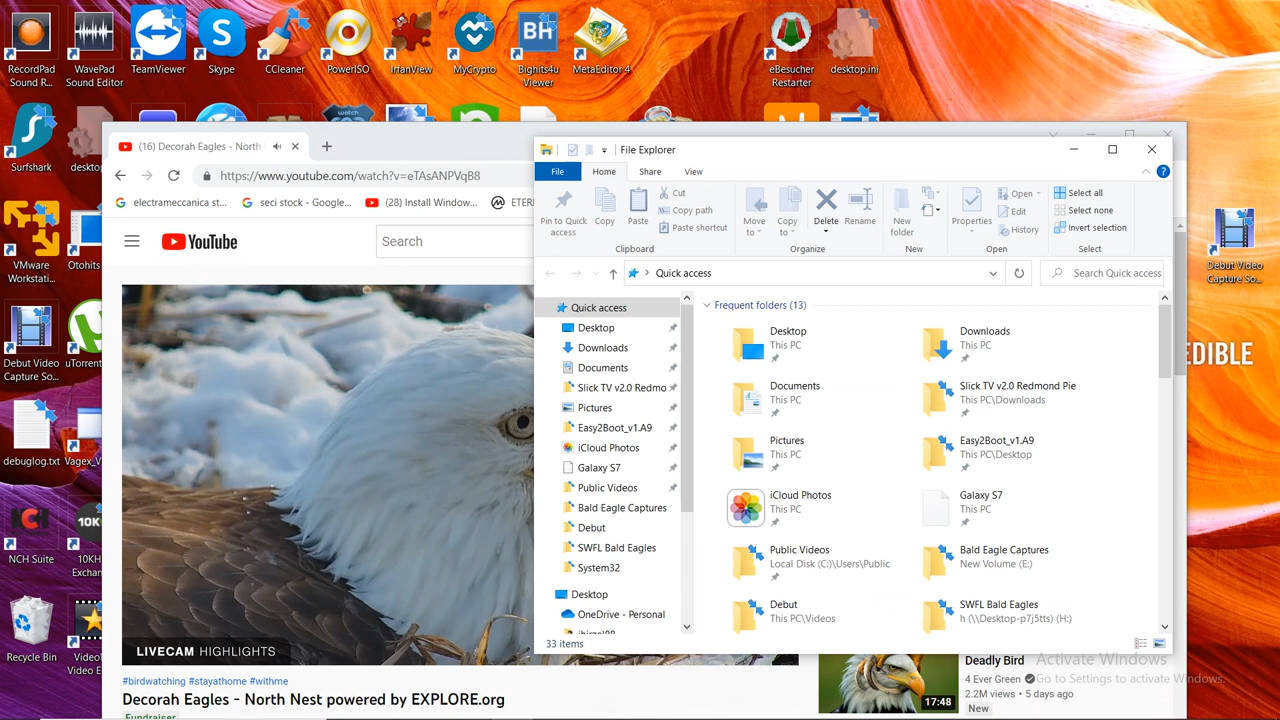 RecordPad
Sound R...
WavePad
Sound Editor
TeamViewer
Skype
CCleaner
PowerISO
IrfanView
MyCrypto
BH
Bighits4u
Viewer
MetaEditor 4
eBesucher
Restarter
desktop.ini
Surfshark
desktop
VMware
Workstati...
Otohits
Debut Video
Capture So...
uTorrent
debuglog.txt
Vagex_V
NCH
NCH Suite
10K
10KH
Exchan
Recycle Bin
Video
Video E
Debut Video
Capture So...
EDIBLE
(16) Decorah Eagles - North
https://www.youtube.com/watch?v=eTAsANPVqB8
electrameccanica st...
seci stock - Google...
(28) Install Window...
ETER
YouTube
Search
LIVECAM HIGHLIGHTS
#birdwatching #stayathome #withme
Decorah Eagles - North Nest powered by EXPLORE.org
Fundraiser
File Explorer
File
Home
Share
View
Pin to Quick
access
Copy
Paste
Cut
Copy path
Paste shortcut
Clipboard
Move
to
Copy
to
Delete
Rename
Organize
New
folder
New
Properties
Open
Edit
History
Open
Select all
Select none
Invert selection
Select
Quick access
Search Quick access
Quick access
Desktop
Downloads
Documents
Slick TV v2.0 Redmo
Pictures
Easy2Boot_v1.A9
iCloud Photos
Galaxy S7
Public Videos
Bald Eagle Captures
Debut
SWFL Bald Eagles
System32
Desktop
OneDrive - Personal
Frequent folders (13)
Desktop
This PC
Downloads
This PC
Documents
This PC
Slick TV v2.0 Redmond Pie
This PC\Downloads
Pictures
This PC
Easy2Boot_v1.A9
This PC\Desktop
iCloud Photos
This PC
Galaxy S7
This PC
Public Videos
Local Disk (C:)\Users\Public
Bald Eagle Captures
New Volume (E:)
Debut
This PC\Videos
SWFL Bald Eagles
h (\\Desktop-p7j5tts) (H:)
33 items
17:48
Deadly Bird
4 Ever Green
2.2M views • 5 days ago
New
Activate Windows
Go to Settings to activate Windows.